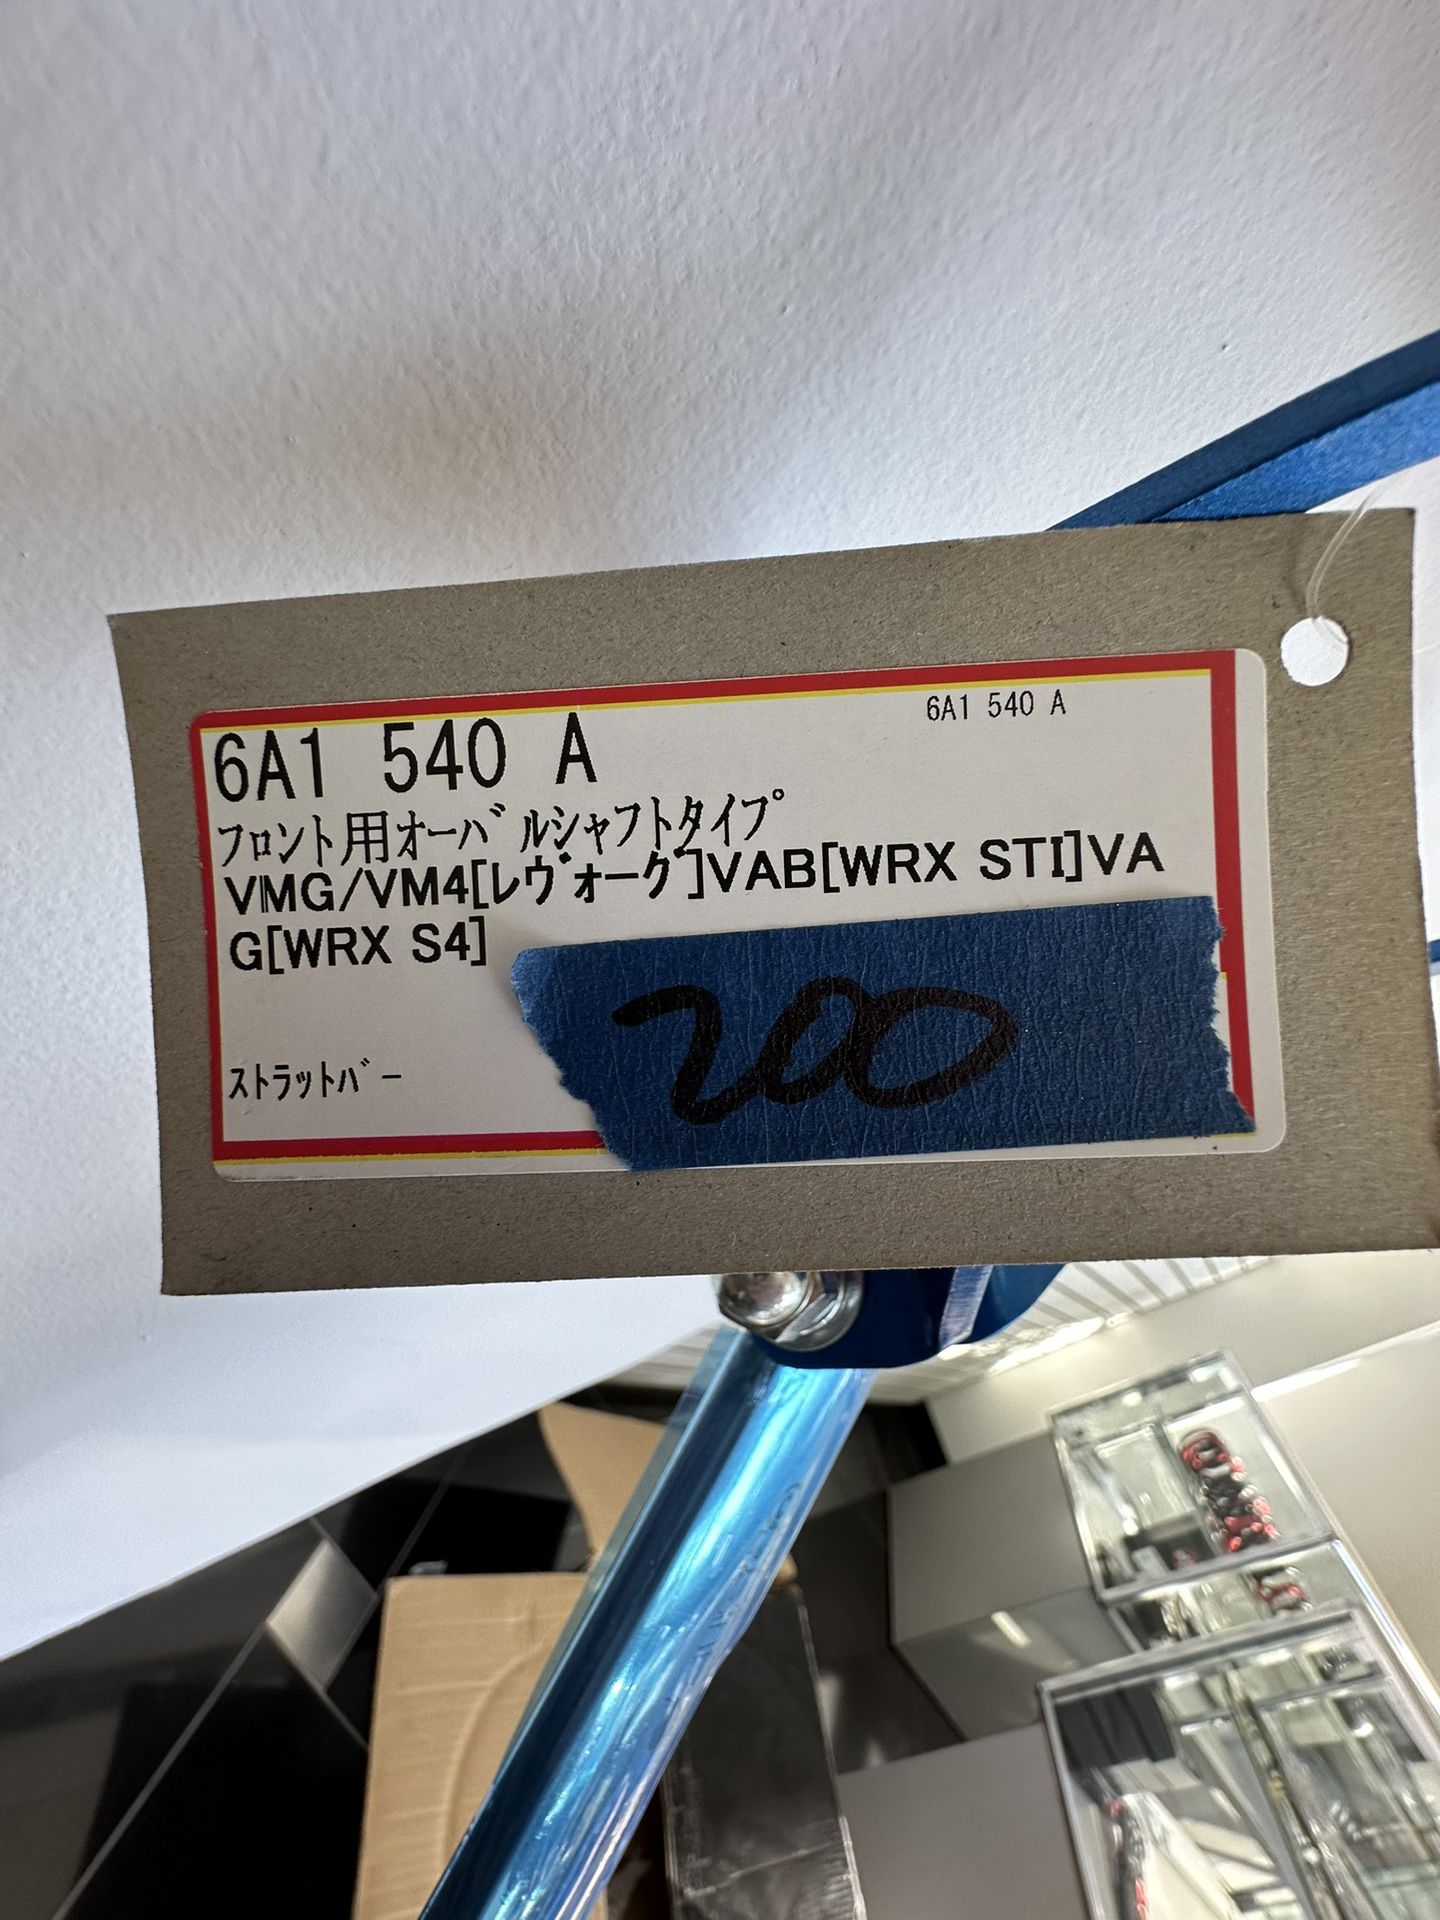 6A1 540 A
6A1 540 A
フロント用オーバルシャフトタイプ
VMG/VM4[レヴォーグ]VAB[WRX STI]VA
G[WRX S4]
200
ストラットバー